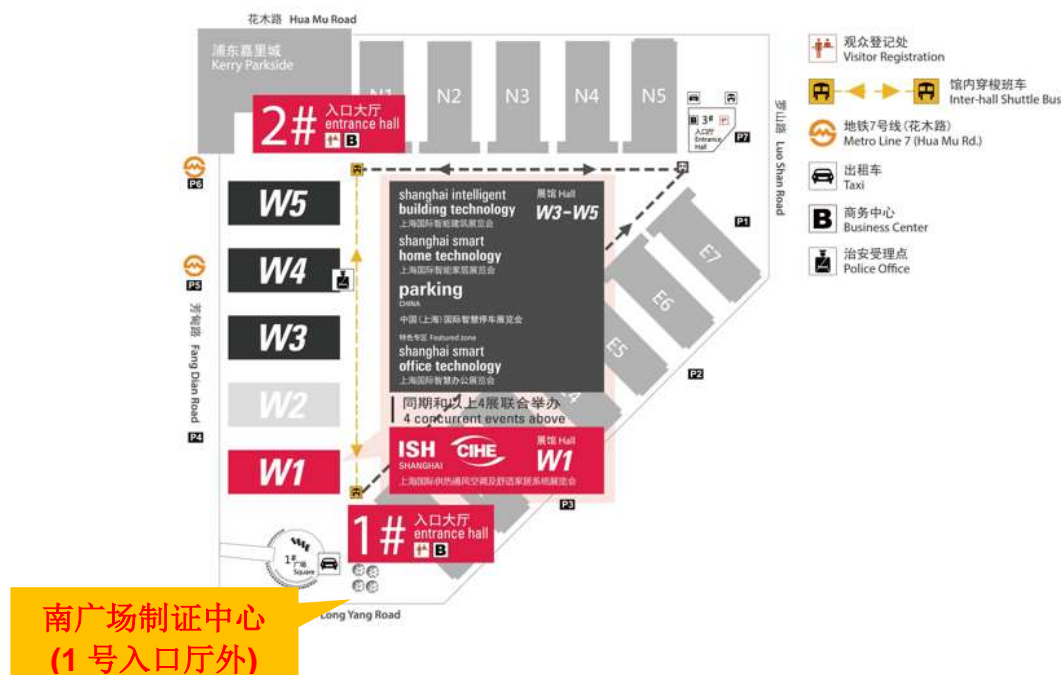 花木路 Hua Mu Road
浦东嘉里城
Kerry Parkside
N1
N2
N3
N4
N5
2#
入口大厅
entrance hall
B
B 3#
入口厅
Entrance
Hall
P7
罗山路 Luo Shan Road
P6
W5
W4
P5
W3
芳甸路 Fang Dian Road
W2
P4
W1
shanghai intelligent
building technology
上海国际智能建筑展览会
展馆 Hall
W3-W5
shanghai smart
home technology
上海国际智能家居展览会
parking
CHINA
中国(上海)国际智慧停车展览会
特色专区 Featured zone
shanghai smart
office technology
上海国际智慧办公展览会
同期和以上4展联合举办
4 concurrent events above
ISH
SHANGHAI
CIHE
展馆 Hall
W1
上海国际供热通风空调及舒适家居系统展览会
P1
E7
E6
E5
P2
P3
1#
入口大厅
entrance hall
B
1#
广场
Square
Long Yang Road
南广场制证中心
(1 号入口厅外)
观众登记处
Visitor Registration
馆内穿梭班车
Inter-hall Shuttle Bus
地铁7号线(花木路)
Metro Line 7 (Hua Mu Rd.)
出租车
Taxi
B
商务中心
Business Center
治安受理点
Police Office